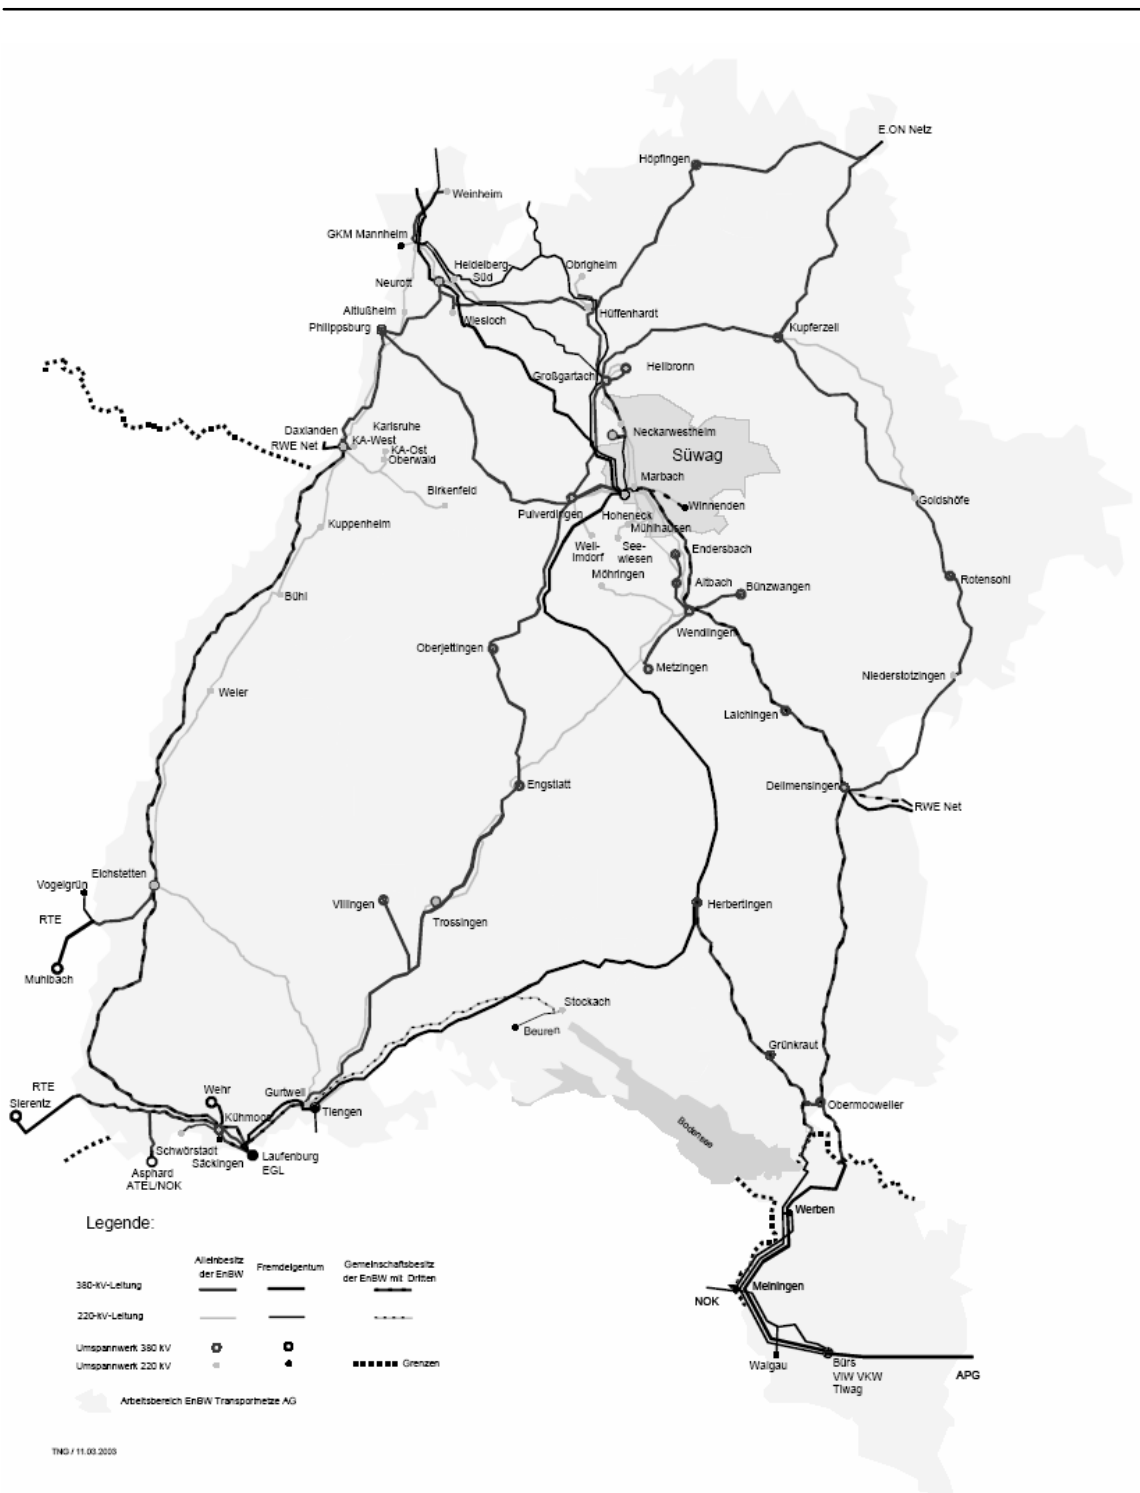 E.ON Netz
Höpfingen
Weinheim
GKM Mannheim
Heidelberg-
Süd
Obrigheim
Neurott
Altlußheim
Wiesloch
Hüffenhardt
Philippsburg
Kupferzell
Heilbronn
Großgartach
Daxlanden
Karlsruhe
RWE Net
KA-West
KA-Ost
Oberwald
Neckarwestheim
Süwag
Marbach
Birkenfeld
Goldshöfe
Winnenden
Pulverdingen
Hoheneck
Mühlhausen
Kuppenheim
Weil-
imdorf
See-
wiesen
Endersbach
Möhringen
Altbach
Bünzwangen
Rotensohl
Bühl
Wendlingen
Oberjettingen
Metzingen
Niederstotzingen
Weier
Laichingen
Engstlatt
Dellmensingen
RWE Net
Eichstetten
Vogelgrün
Villingen
Herbertingen
RTE
Trossingen
Muhlbach
Stockach
Beuren
Grünkraut
RTE
Sierentz
Wehr
Gurtweil
Tiengen
Obermooweiler
Kühmoos
Bodensee
Schwörstadt
Säckingen
Laufenburg
EGL
Asphard
ATEL/NOK
Werben
Legende:
Alleinbesitz
der EnBW
Fremdeigentum
Gemeinschaftsbesitz
der EnBW mit Dritten
380-kV-Leitung
Meiningen
NOK
220-kV-Leitung
Umspannwerk 380 kV
Umspannwerk 220 kV
Grenzen
Walgau
Bürs
VIW VKW
Tiwag
APG
Arbeitsbereich EnBW Transportnetze AG
TNG / 11.03.2003